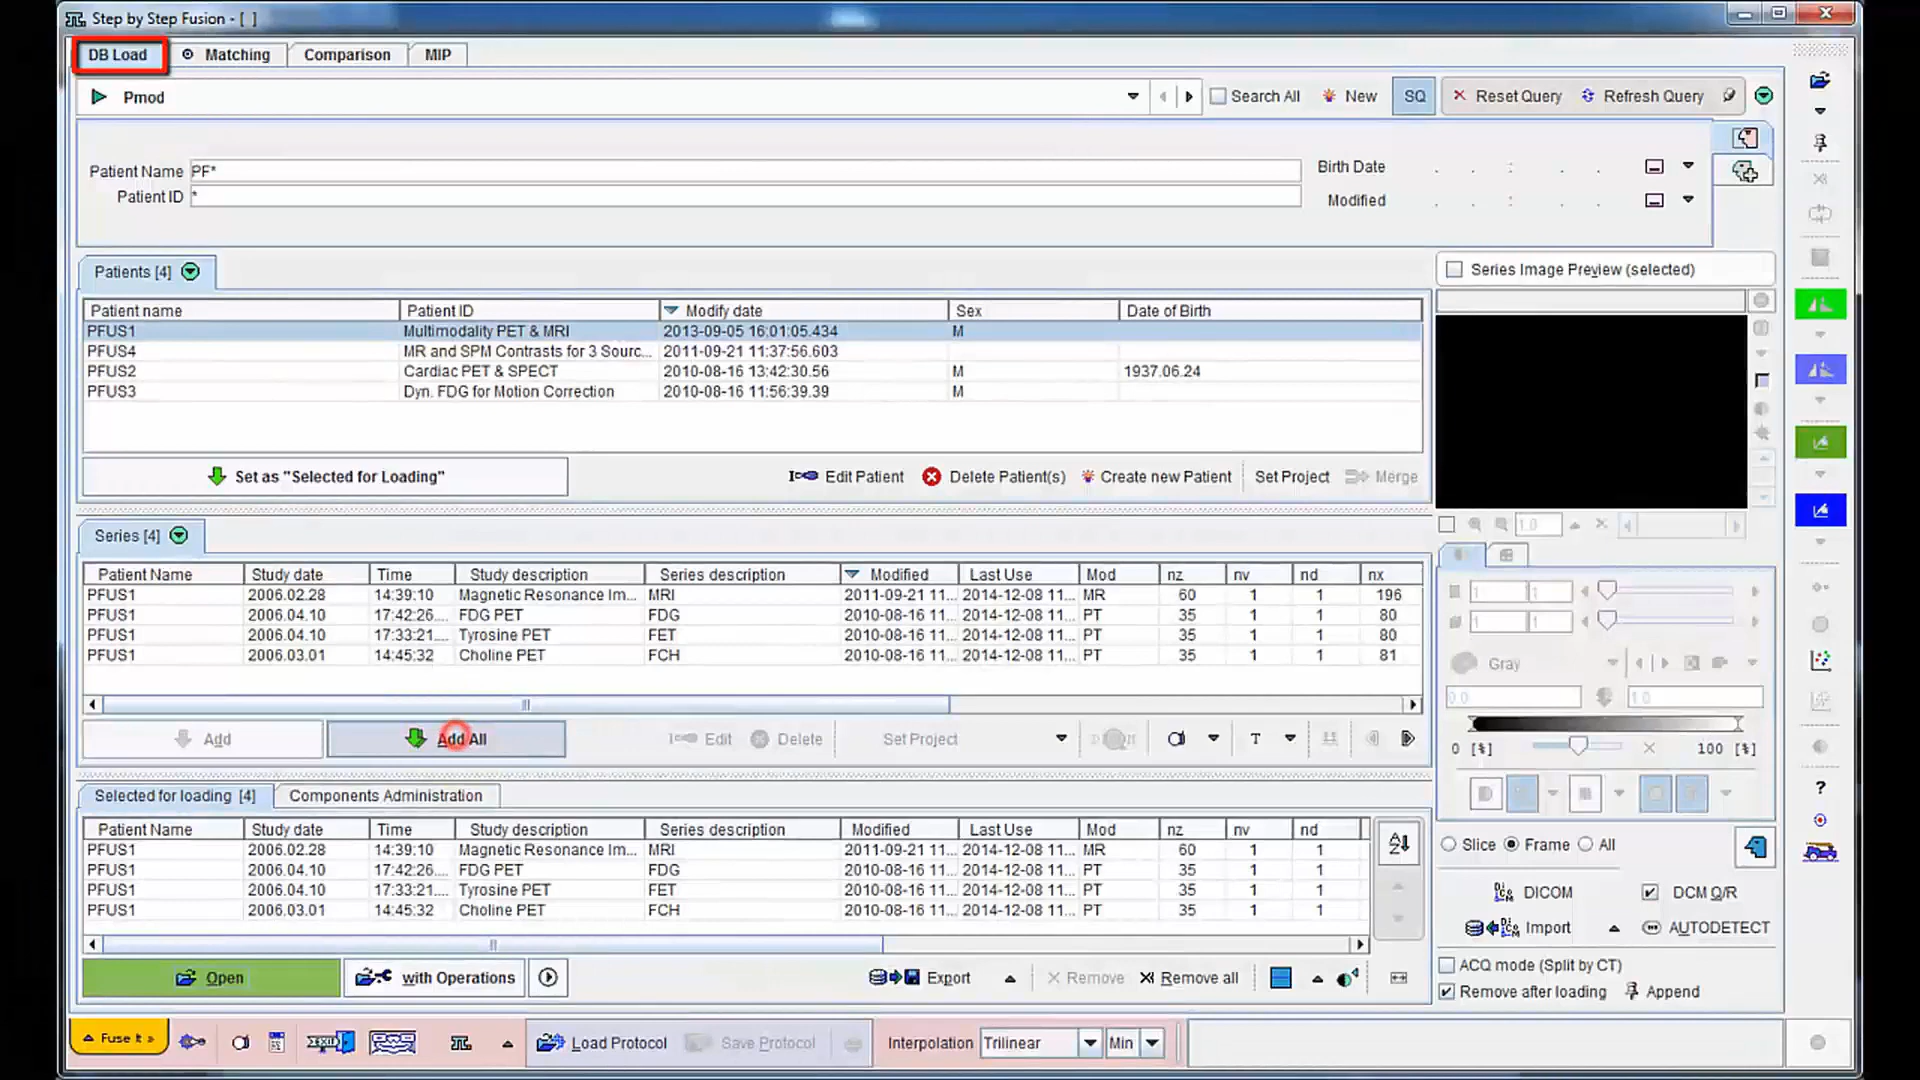 Step by Step Fusion - [ ]
DB Load Matching Comparison MIP
Pmod Search All New SQ Reset Query Refresh Query
Patient Name PF* Birth Date . . : . .
Patient ID * Modified . . : . .
Patients [4] Series Image Preview (selected)
Patient name Patient ID Modify date Sex Date of Birth
PFUS1 Multimodality PET & MRI 2013-09-05 16:01:05.434 M
PFUS4 MR and SPM Contrasts for 3 Sourc... 2011-09-21 11:37:56.603
PFUS2 Cardiac PET & SPECT 2010-08-16 13:42:30.56 M 1937.06.24
PFUS3 Dyn. FDG for Motion Correction 2010-08-16 11:56:39.39 M
Set as "Selected for Loading" Edit Patient Delete Patient(s) Create new Patient Set Project Merge
1.0
Series [4]
Patient Name Study date Time Study description Series description Modified Last Use Mod nz nv nd nx
PFUS1 2006.02.28 14:39:10 Magnetic Resonance Im... MRI 2011-09-21 11... 2014-12-08 11... MR 60 1 1 196
PFUS1 2006.04.10 17:42:26.... FDG PET FDG 2010-08-16 11... 2014-12-08 11... PT 35 1 1 80
PFUS1 2006.04.10 17:33:21.... Tyrosine PET FET 2010-08-16 11... 2014-12-08 11... PT 35 1 1 80
PFUS1 2006.03.01 14:45:32 Choline PET FCH 2010-08-16 11... 2014-12-08 11... PT 35 1 1 81
1 1
1 1
Gray
0.0 1.0
0 [%] 100 [%]
Add Add All Edit Delete Set Project T
Selected for loading [4] Components Administration
Patient Name Study date Time Study description Series description Modified Last Use Mod nz nv nd
PFUS1 2006.02.28 14:39:10 Magnetic Resonance Im... MRI 2011-09-21 11... 2014-12-08 11... MR 60 1 1
PFUS1 2006.04.10 17:42:26.... FDG PET FDG 2010-08-16 11... 2014-12-08 11... PT 35 1 1
PFUS1 2006.04.10 17:33:21.... Tyrosine PET FET 2010-08-16 11... 2014-12-08 11... PT 35 1 1
PFUS1 2006.03.01 14:45:32 Choline PET FCH 2010-08-16 11... 2014-12-08 11... PT 35 1 1
A Z
Slice Frame All
DICOM DCM Q/R
Import AUTODETECT
ACQ mode (Split by CT)
Remove after loading Append
?
Open with Operations Export Remove Remove all
Fuse it » EXIT Load Protocol Save Protocol Interpolation Trilinear Min